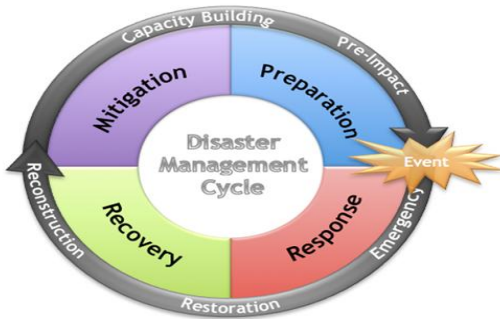 Capacity Building
Pre-Impact
Mitigation
Preparation
Disaster
Management
Cycle
Event
Reconstruction
Recovery
Response
Emergency
Restoration